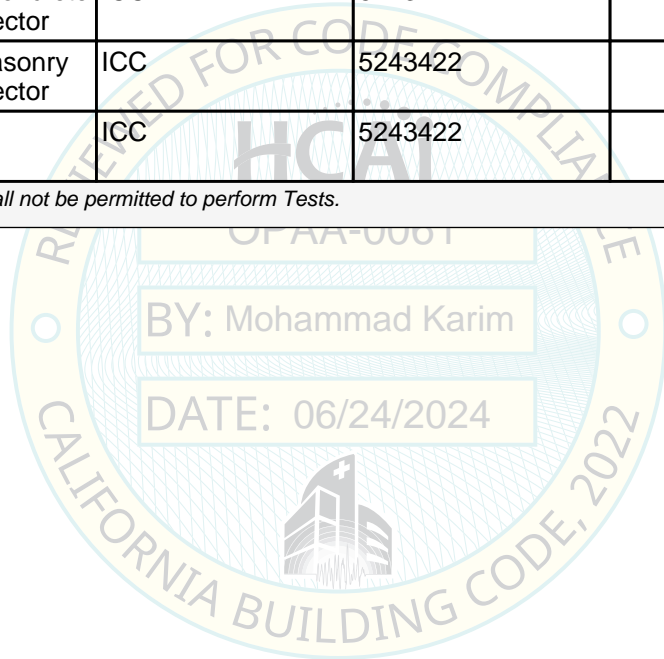 ector
asonry ICC 5243422
ector
ICC 5243422
all not be permitted to perform Tests.
REVIEWED FOR CODE COMPLIANCE
HCAi
OPAA-0061
BY: Mohammad Karim
DATE: 06/24/2024
CALIFORNIA BUILDING CODE, 2022